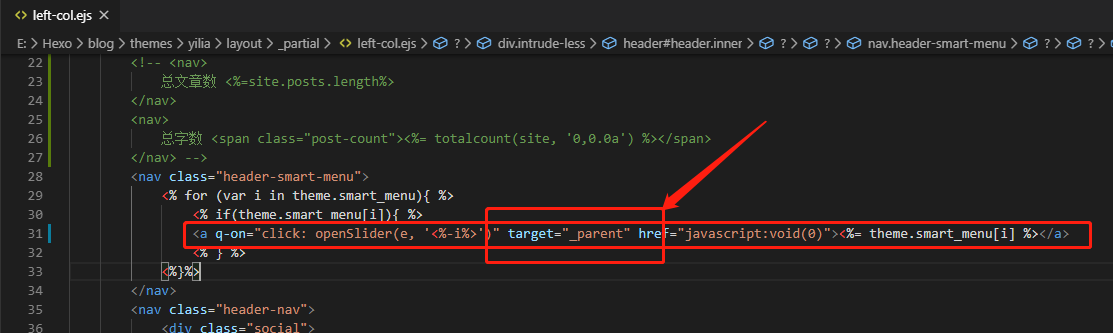 left-col.ejs
E: > Hexo > blog > themes > yilia > layout > _partial > left-col.ejs > ? > div.intrude-less > header#header.inner > ? > ? > nav.header-smart-menu > ? > ?
22 <!-- <nav>
23 总文章数 <%=site.posts.length%>
24 </nav>
25 <nav>
26 总字数 <span class="post-count"><%= totalcount(site, '0,0.0a') %></span>
27 </nav> -->
28 <nav class="header-smart-menu">
29 <% for (var i in theme.smart_menu){ %>
30 <% if(theme.smart_menu[i]){ %>
31 <a q-on="click: openSlider(e, '<%-i%>')" target="_parent" href="javascript:void(0)"><%= theme.smart_menu[i] %></a>
32 <% } %>
33 <%}%>
34 </nav>
35 <nav class="header-nav">
36 <div class="social">